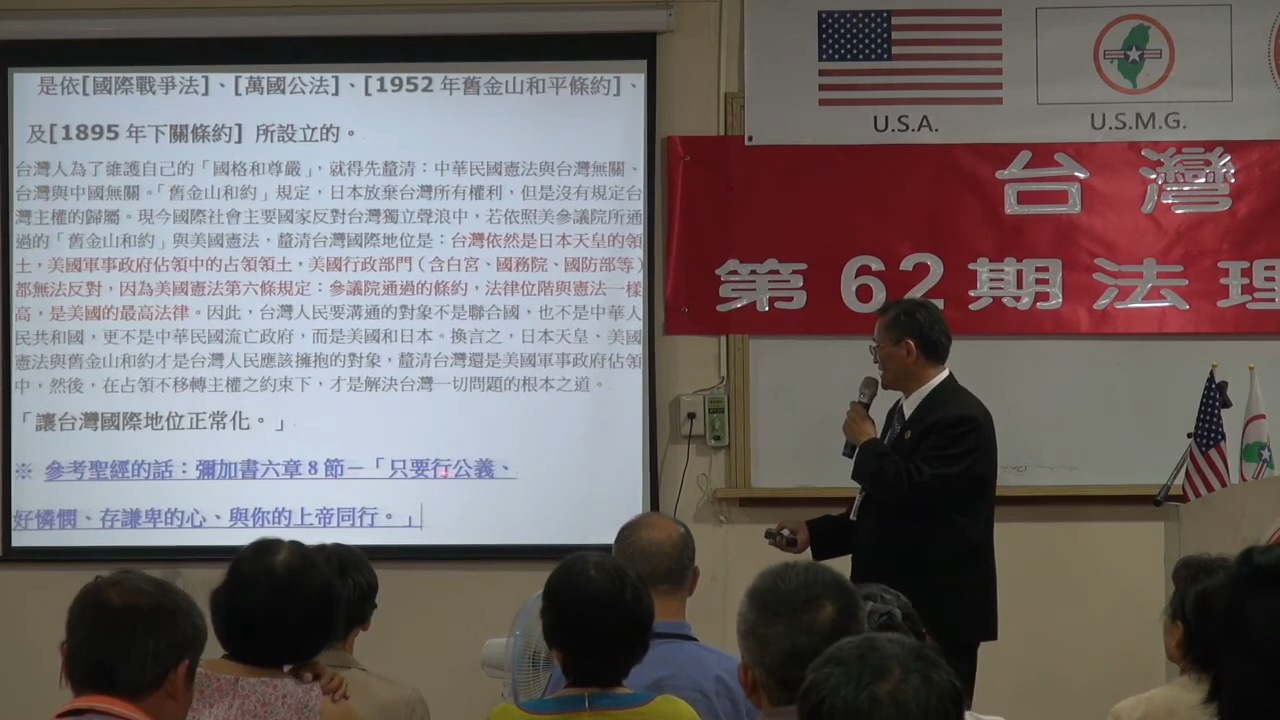 是依[國際戰爭法]、[萬國公法]、[1952 年舊金山和平條約]、
及[1895 年下關條約] 所設立的。
台灣人為了維護自己的「國格和尊嚴」，就得先釐清：中華民國憲法與台灣無關、
台灣與中國無關。「舊金山和約」規定，日本放棄台灣所有權利，但是沒有規定台
灣主權的歸屬。現今國際社會主要國家反對台灣獨立聲浪中，若依照美參議院所通
過的「舊金山和約」與美國憲法，釐清台灣國際地位是：台灣依然是日本天皇的領
土，美國軍事政府佔領中的占領領土，美國行政部門（含白宮、國務院、國防部等）
都無法反對，因為美國憲法第六條規定：參議院通過的條約，法律位階與憲法一樣
高，是美國的最高法律。因此，台灣人民要溝通的對象不是聯合國，也不是中華人
民共和國，更不是中華民國流亡政府，而是美國和日本。換言之，日本天皇、美國
憲法與舊金山和約才是台灣人民應該擁抱的對象，釐清台灣還是美國軍事政府佔領
中，然後，在占領不移轉主權之約束下，才是解決台灣一切問題的根本之道。
「讓台灣國際地位正常化。」
※ 參考聖經的話：彌加書六章 8 節－「只要行公義、
好憐憫、存謙卑的心、與你的上帝同行。」
U.S.A.
U.S.M.G.
台灣
第62期法理